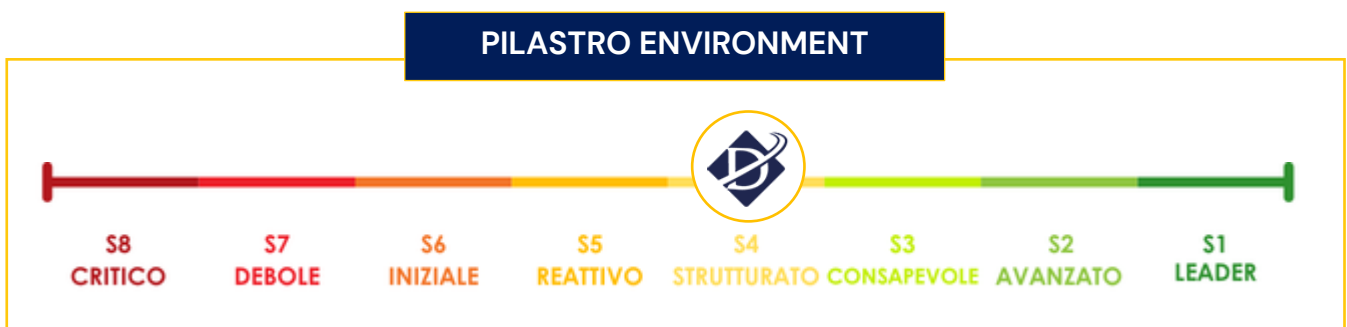 PILASTRO ENVIRONMENT
D
S8 S7 S6 S5 S4 S3 S2 S1
CRITICO DEBOLE INIZIALE REATTIVO STRUTTURATO CONSAPEVOLE AVANZATO LEADER